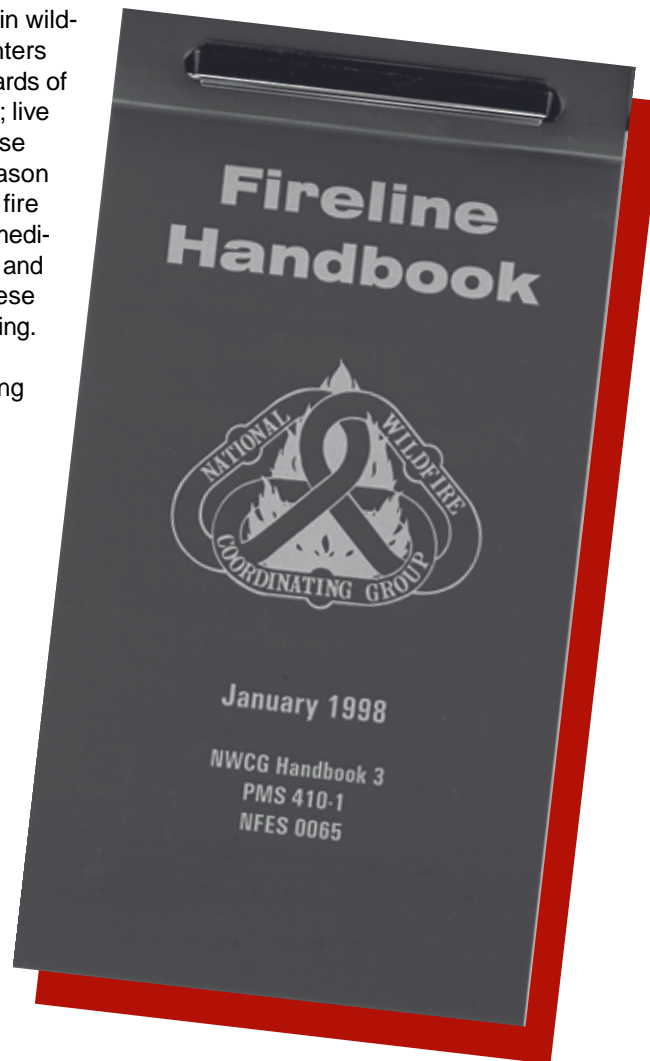 in wild-
nters
ards of
; live
se
ason
fire
medi-
and
ese
ing.
ng
Fireline
Handbook
NATIONAL WILDFIRE
COORDINATING GROUP
January 1998
NWCG Handbook 3
PMS 410-1
NFES 0065